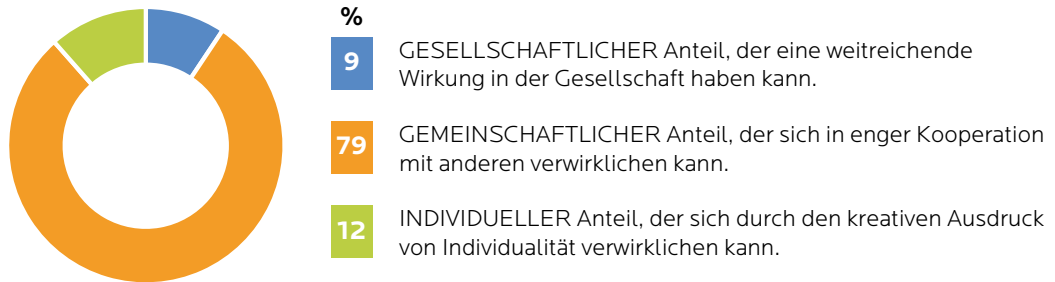 %
9
GESELLSCHAFTLICHER Anteil, der eine weitreichende
Wirkung in der Gesellschaft haben kann.
79
GEMEINSCHAFTLICHER Anteil, der sich in enger Kooperation
mit anderen verwirklichen kann.
12
INDIVIDUELLER Anteil, der sich durch den kreativen Ausdruck
von Individualität verwirklichen kann.